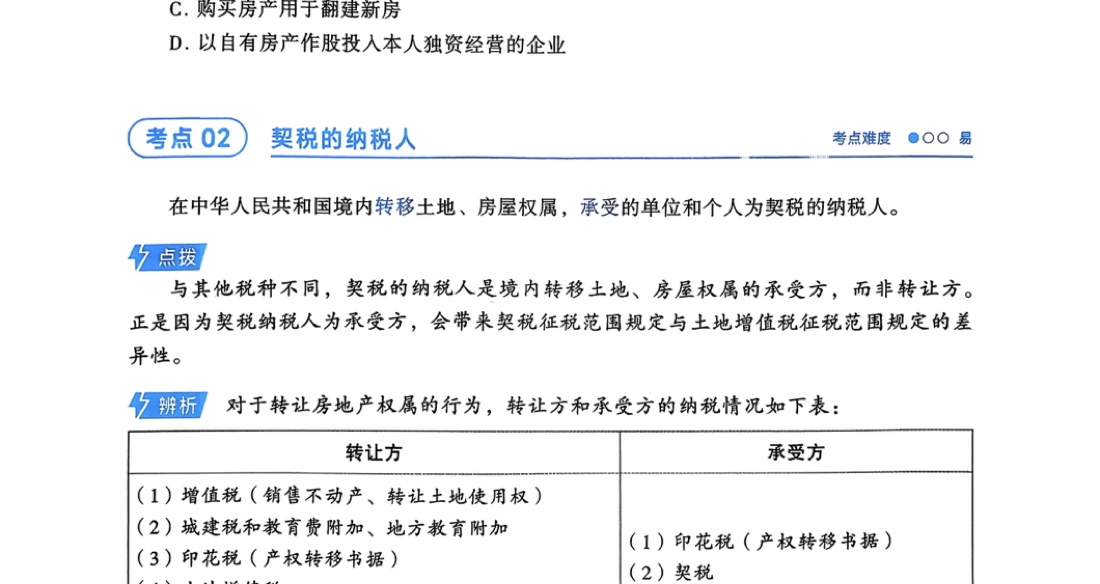 C. 购买房产用于翻建新房
D. 以自有房产作股投入本人独资经营的企业
考点 02 契税的纳税人 考点难度 ●○○ 易
在中华人民共和国境内转移土地、房屋权属，承受的单位和个人为契税的纳税人。
点拨
与其他税种不同，契税的纳税人是境内转移土地、房屋权属的承受方，而非转让方。
正是因为契税纳税人为承受方，会带来契税征税范围规定与土地增值税征税范围规定的差
异性。
辨析 对于转让房地产权属的行为，转让方和承受方的纳税情况如下表：
转让方 承受方
（1）增值税（销售不动产、转让土地使用权）
（2）城建税和教育费附加、地方教育附加
（3）印花税（产权转移书据）
（1）印花税（产权转移书据）
（2）契税